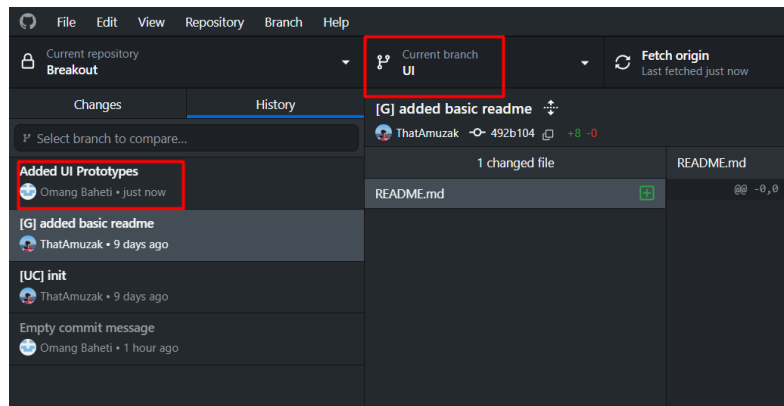 File Edit View Repository Branch Help
Current repository
Breakout
Current branch
UI
Fetch origin
Last fetched just now
Changes History
Select branch to compare...
Added UI Prototypes
Omang Baheti • just now
[G] added basic readme
ThatAmuzak • 9 days ago
[UC] init
ThatAmuzak • 9 days ago
Empty commit message
Omang Baheti • 1 hour ago
[G] added basic readme
ThatAmuzak 492b104 +8 -0
1 changed file
README.md
README.md
@@ -0,0